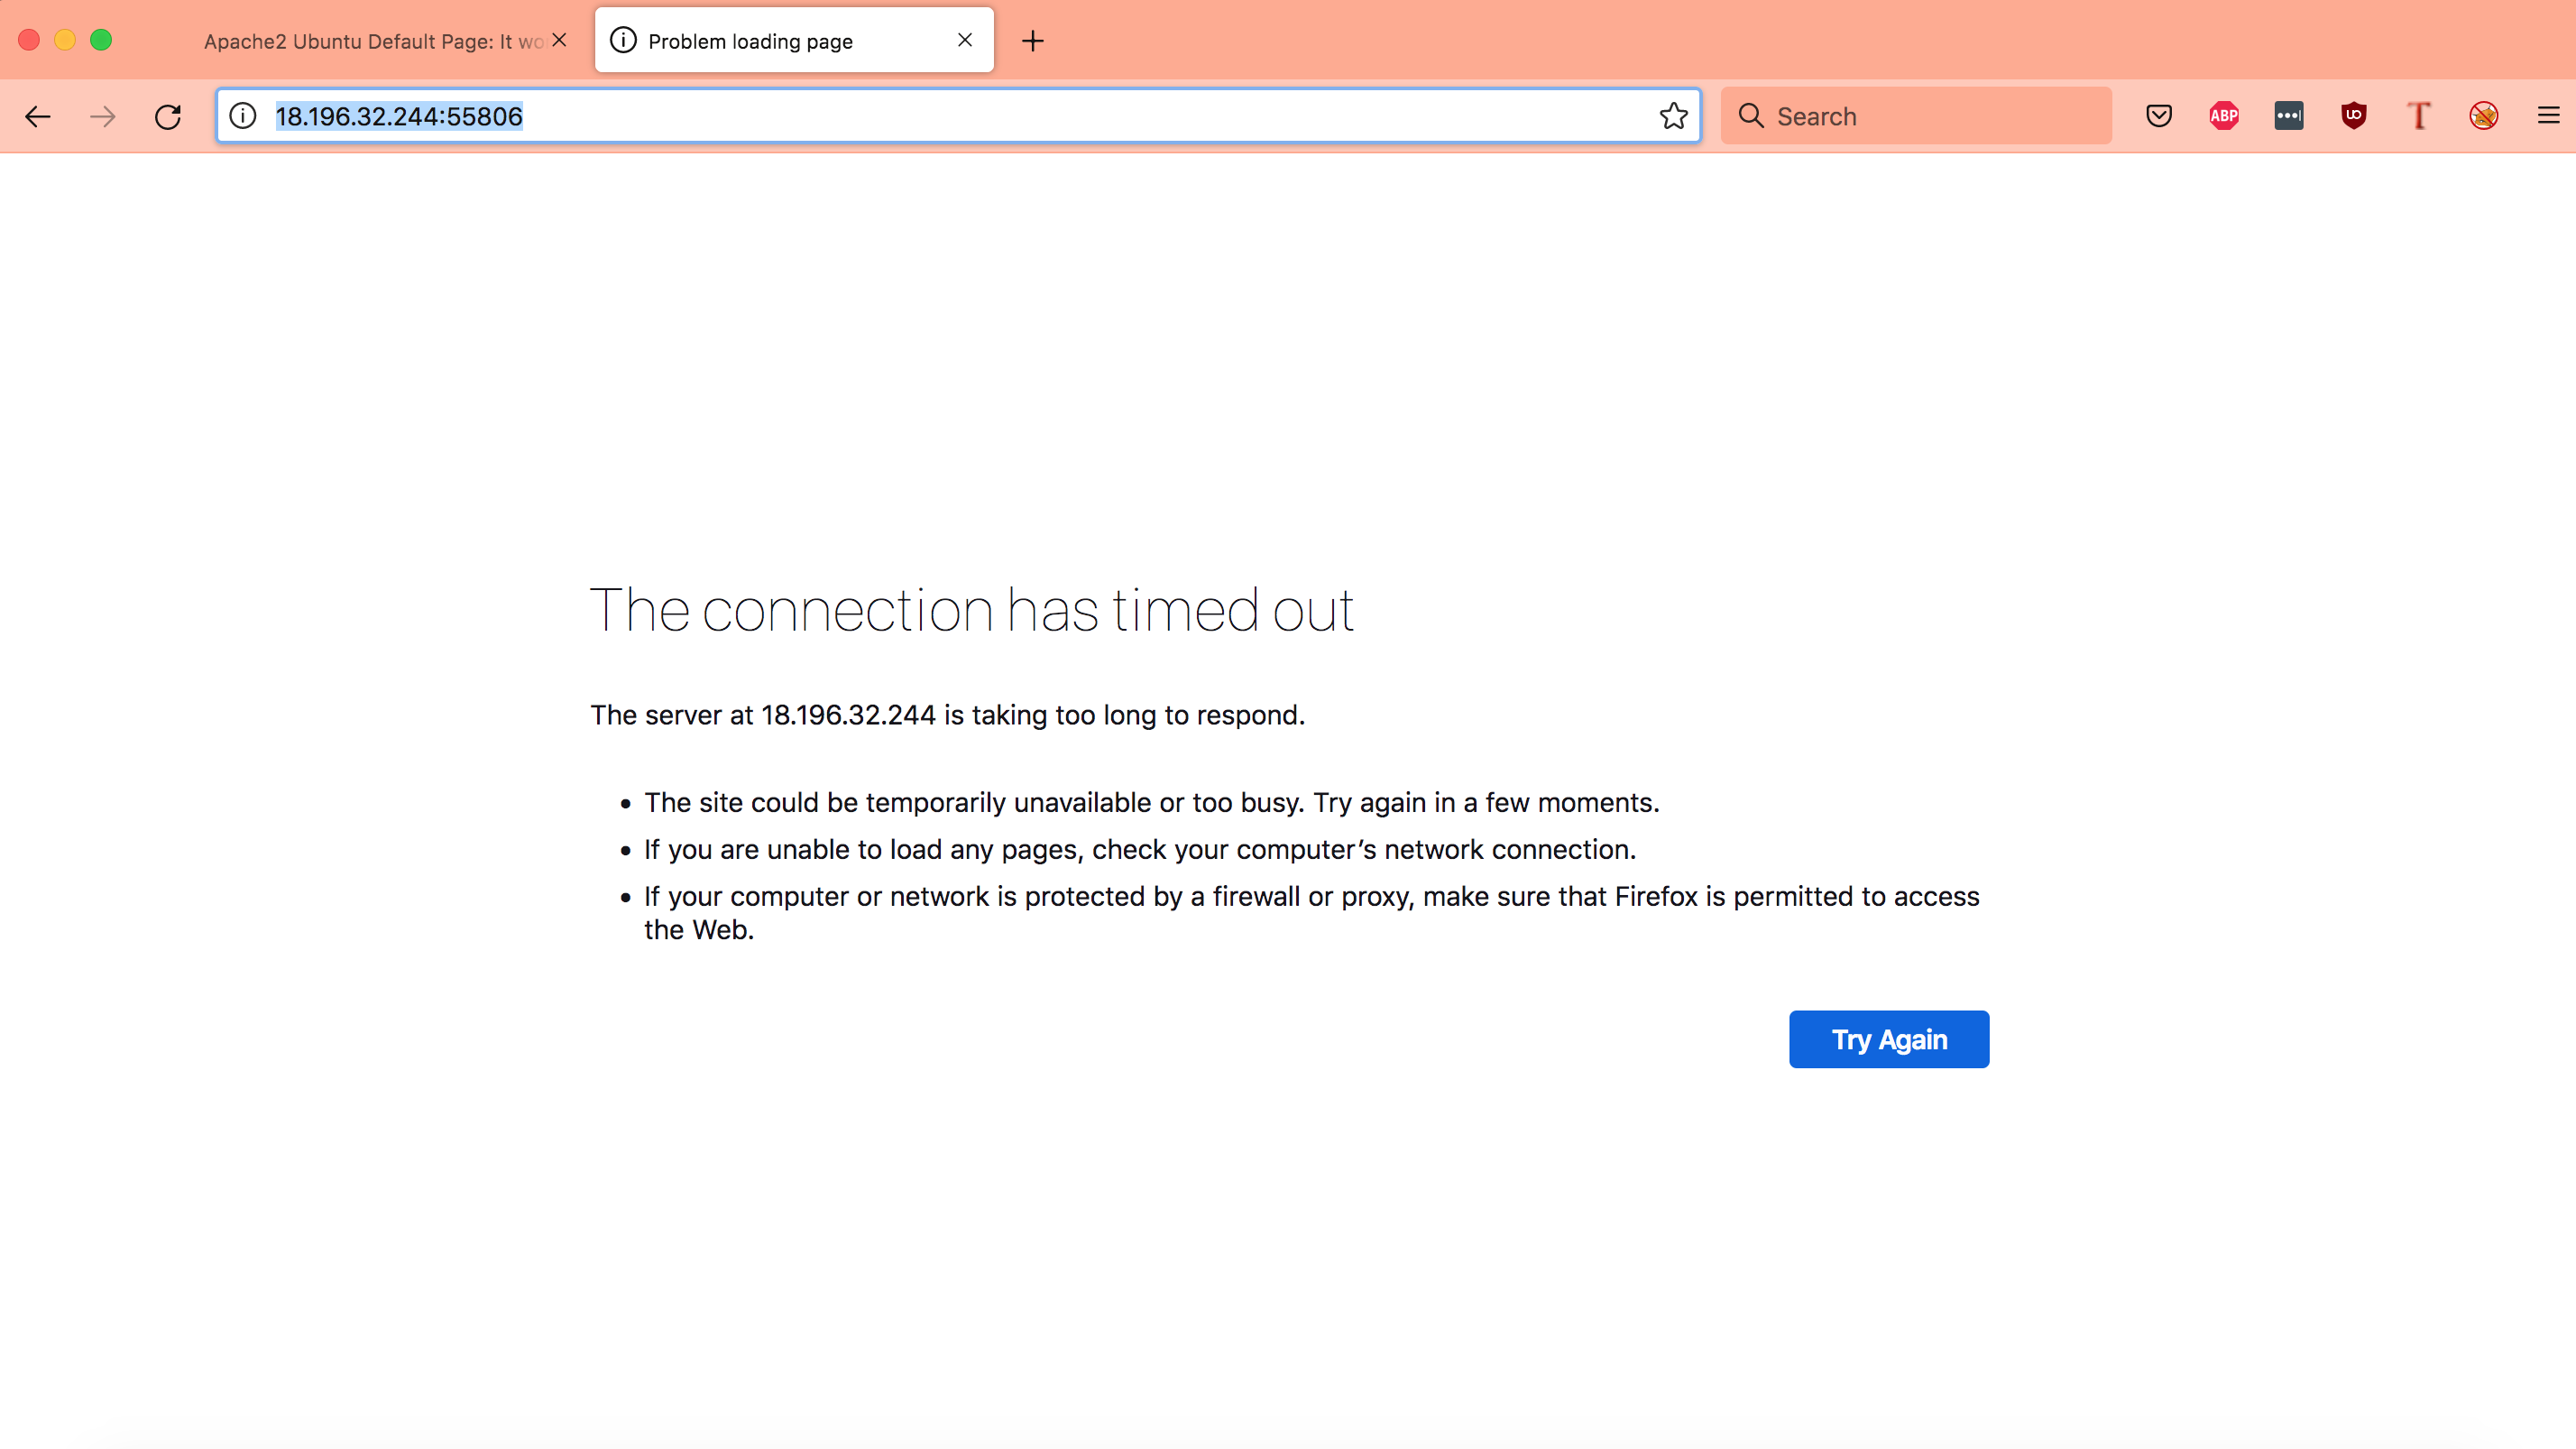 Apache2 Ubuntu Default Page: It wo
Problem loading page
18.196.32.244:55806
Search
ABP
The connection has timed out
The server at 18.196.32.244 is taking too long to respond.
• The site could be temporarily unavailable or too busy. Try again in a few moments.
• If you are unable to load any pages, check your computer’s network connection.
• If your computer or network is protected by a firewall or proxy, make sure that Firefox is permitted to access
the Web.
Try Again